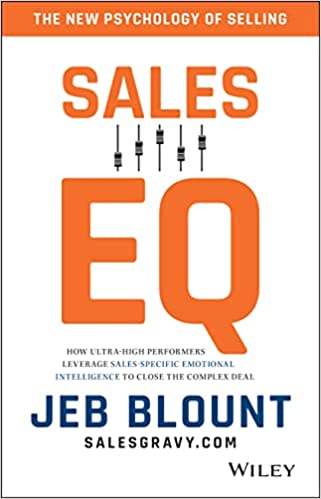 THE NEW PSYCHOLOGY OF SELLING
SALES
EQ
HOW ULTRA-HIGH PERFORMERS
LEVERAGE SALES-SPECIFIC EMOTIONAL
INTELLIGENCE TO CLOSE THE COMPLEX DEAL
JEB BLOUNT
SALESGRAVY.COM
WILEY